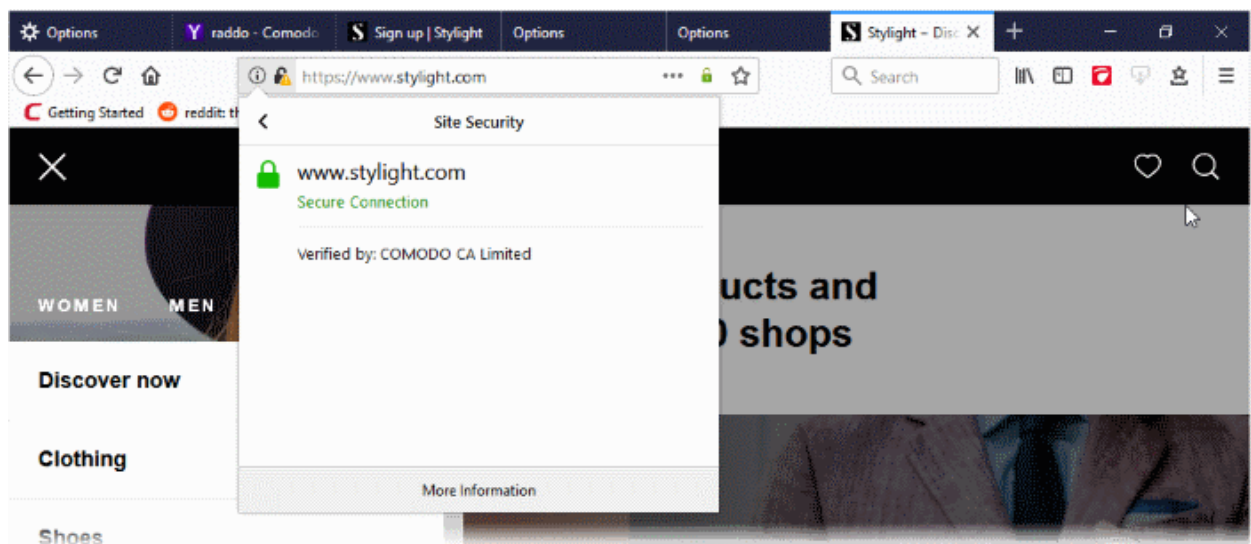 Options
raddo - Comodo
Sign up | Stylight
Options
Options
Stylight – Disc
https://www.stylight.com
Search
Getting Started
reddit: th
Site Security
www.stylight.com
Secure Connection
Verified by: COMODO CA Limited
WOMEN MEN
ucts and
0 shops
Discover now
Clothing
More Information
Shoes